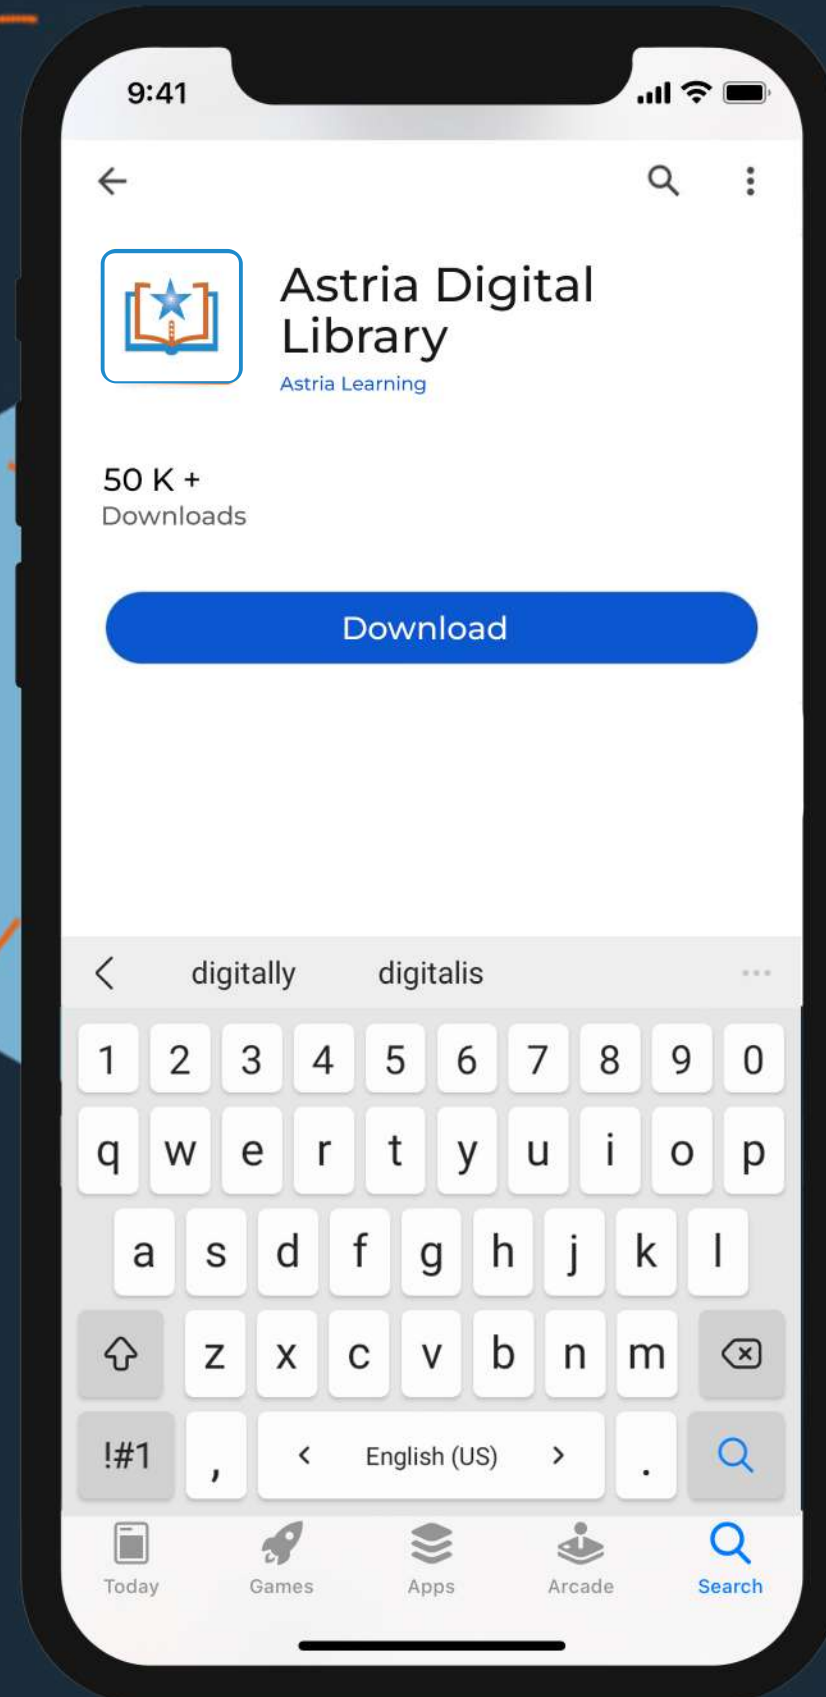 9:41
Astria Digital
Library
Astria Learning
50 K +
Downloads
Download
digitally digitalis
1 2 3 4 5 6 7 8 9 0
q w e r t y u i o p
a s d f g h j k l
z x c v b n m
!#1 , English (US) .
Today Games Apps Arcade Search